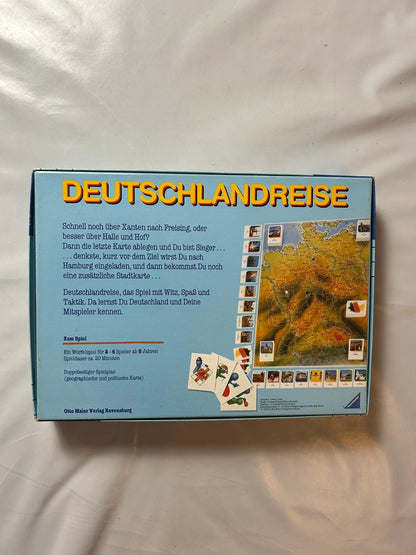 DEUTSCHLANDREISE
Schnell noch über Xanten nach Freising, oder
besser über Halle und Hof?
Dann die letzte Karte ablegen und Du bist Sieger . . .
. . . denkste, kurz vor dem Ziel wirst Du nach
Hamburg eingeladen, und dann bekommst Du noch
eine zusätzliche Stadtkarte . . .
Deutschlandreise, das Spiel mit Witz, Spaß und
Taktik. Da lernst Du Deutschland und Deine
Mitspieler kennen.
Zum Spiel
Ein Würfelspiel für 2 - 6 Spieler ab 8 Jahren
Spieldauer ca. 90 Minuten
Doppelseitiger Spielplan
(geographische und politische Karte)
Otto Maier Verlag Ravensburg